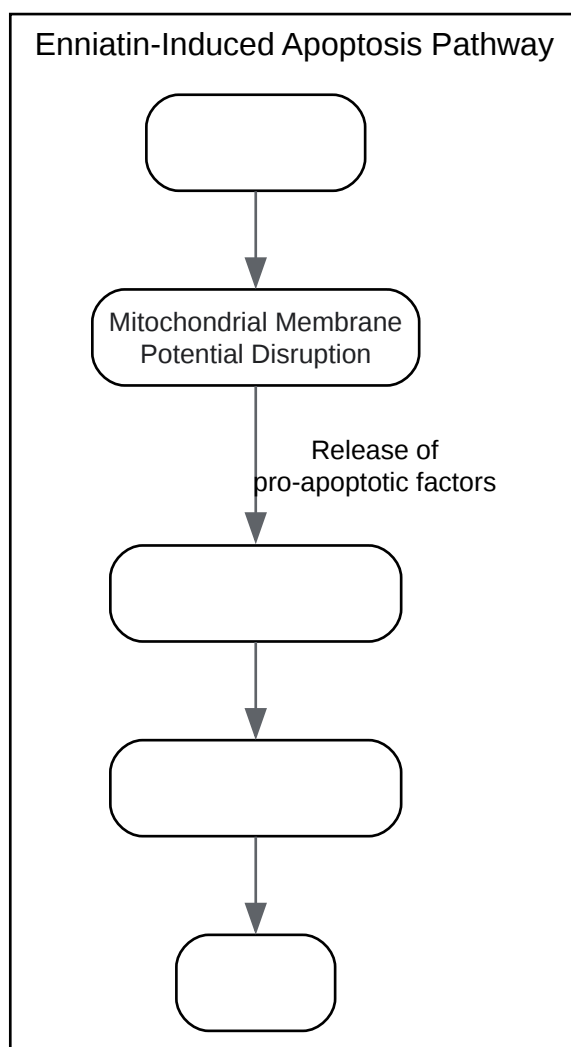 Enniatin-Induced Apoptosis Pathway
Mitochondrial Membrane
Potential Disruption
Release of
pro-apoptotic factors